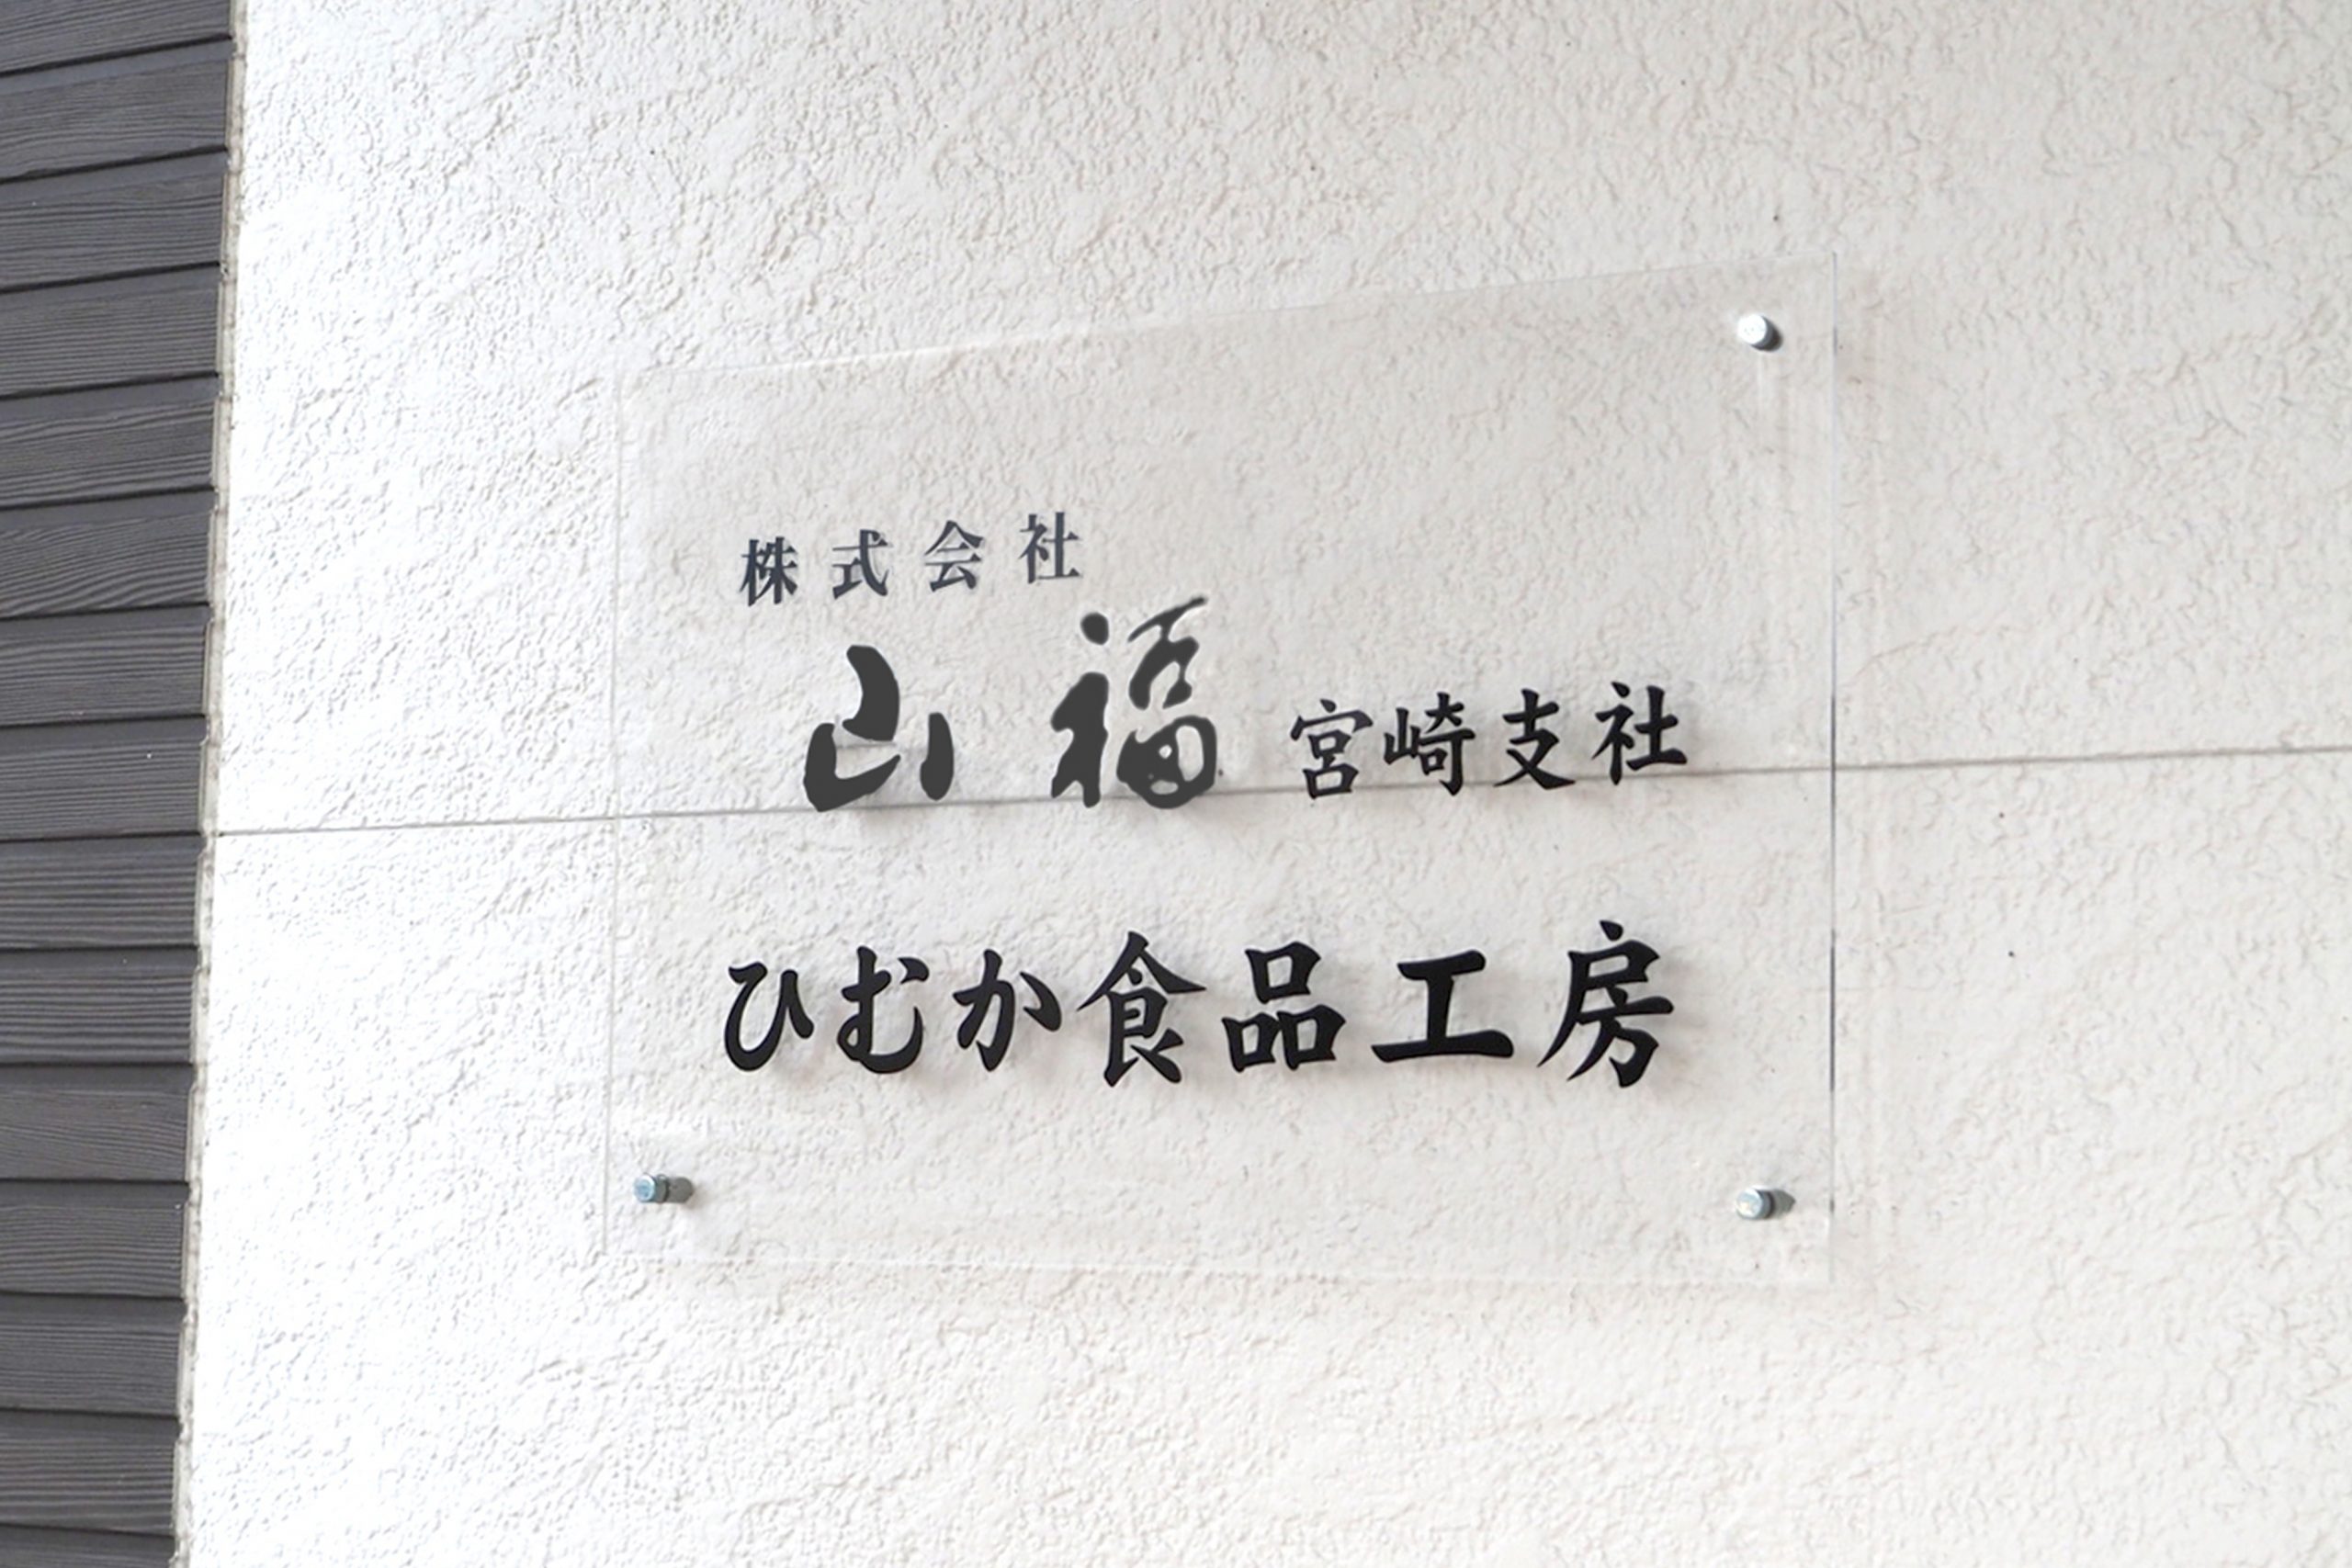 株式会社
山福 宮崎支社
ひむか食品工房